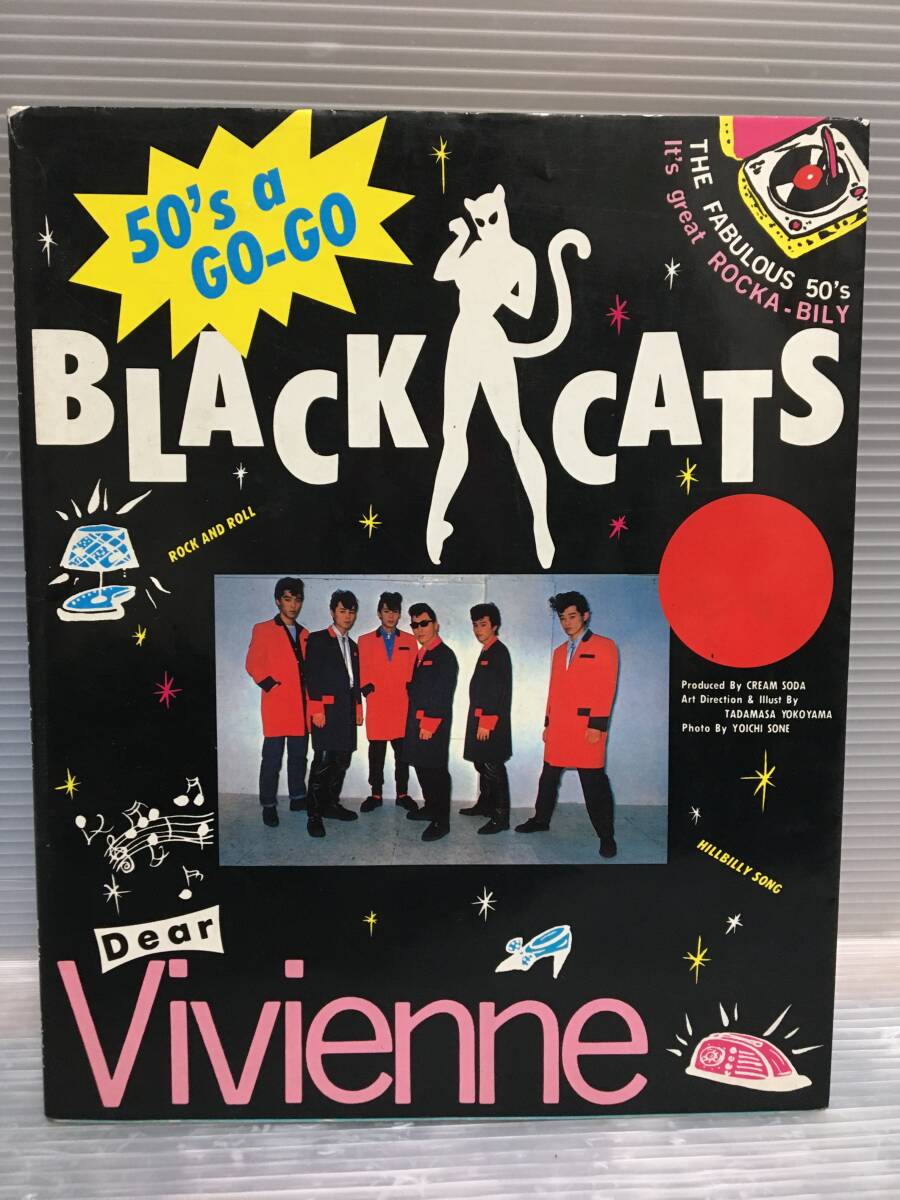 50's a
GO-GO
THE FABULOUS 50's
It's great ROCKA-BILY
BLACK CATS
ROCK AND ROLL
Produced By CREAM SODA
Art Direction & Illust By
TADAMASA YOKOYAMA
Photo By YOICHI SONE
HILLBILLY SONG
Dear
Vivienne